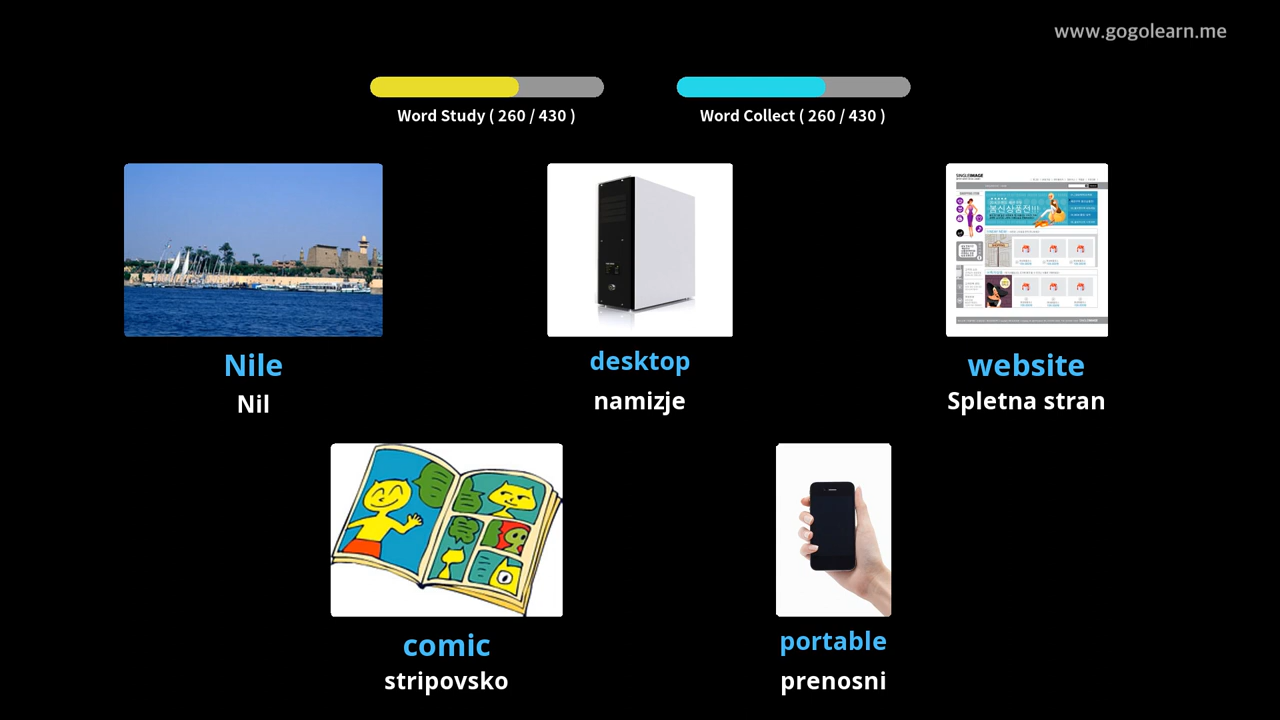 www.gogolearn.me
Word Study ( 260 / 430 )
Word Collect ( 260 / 430 )
Nile
desktop
website
Nil
namizje
Spletna stran
comic
portable
stripovsko
prenosni